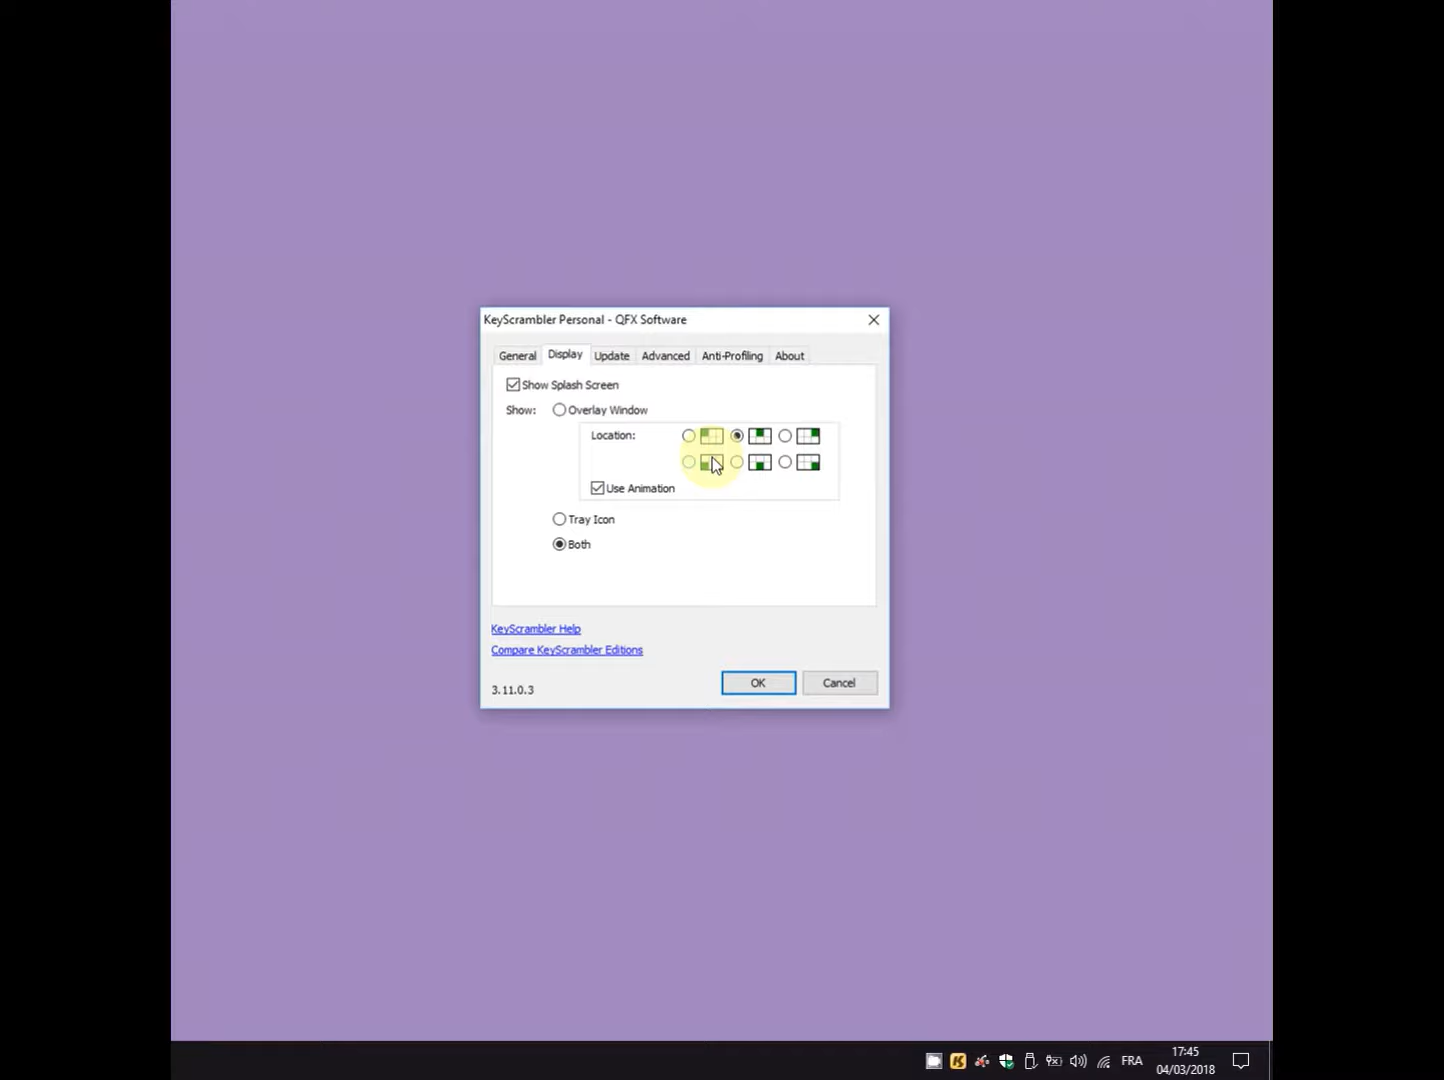 KeyScrambler Personal - QFX Software
General Display Update Advanced Anti-Profiling About
Show Splash Screen
Show: Overlay Window
Location:
Use Animation
Tray Icon
Both
KeyScrambler Help
Compare KeyScrambler Editions
3.11.0.3
OK Cancel
K
FRA
17:45
04/03/2018